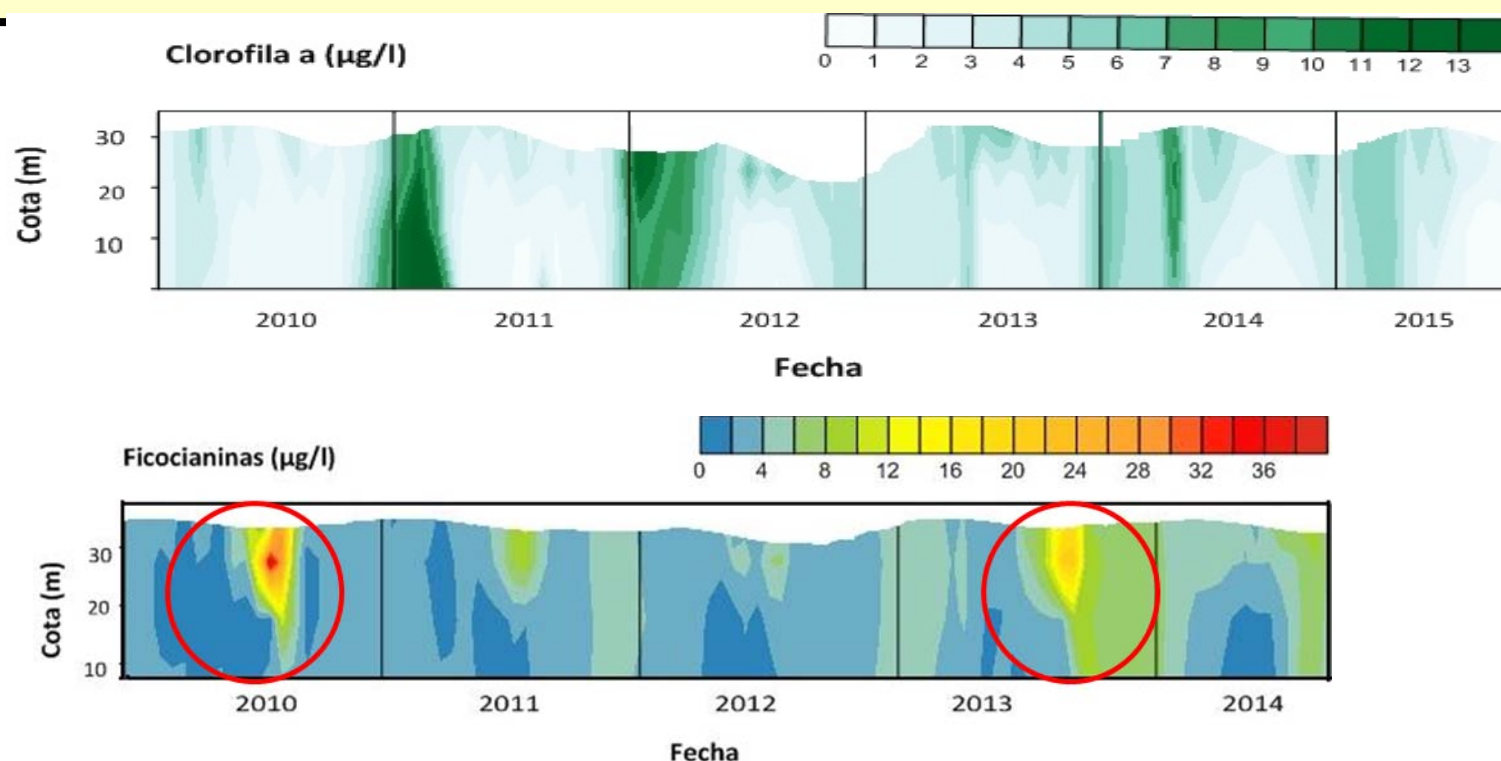 Clorofila a (µg/l)
0 1 2 3 4 5 6 7 8 9 10 11 12 13
Cota (m)
30
20
10
2010 2011 2012 2013 2014 2015
Fecha
Ficocianinas (µg/l)
0 4 8 12 16 20 24 28 32 36
Cota (m)
30
20
10
2010 2011 2012 2013 2014
Fecha